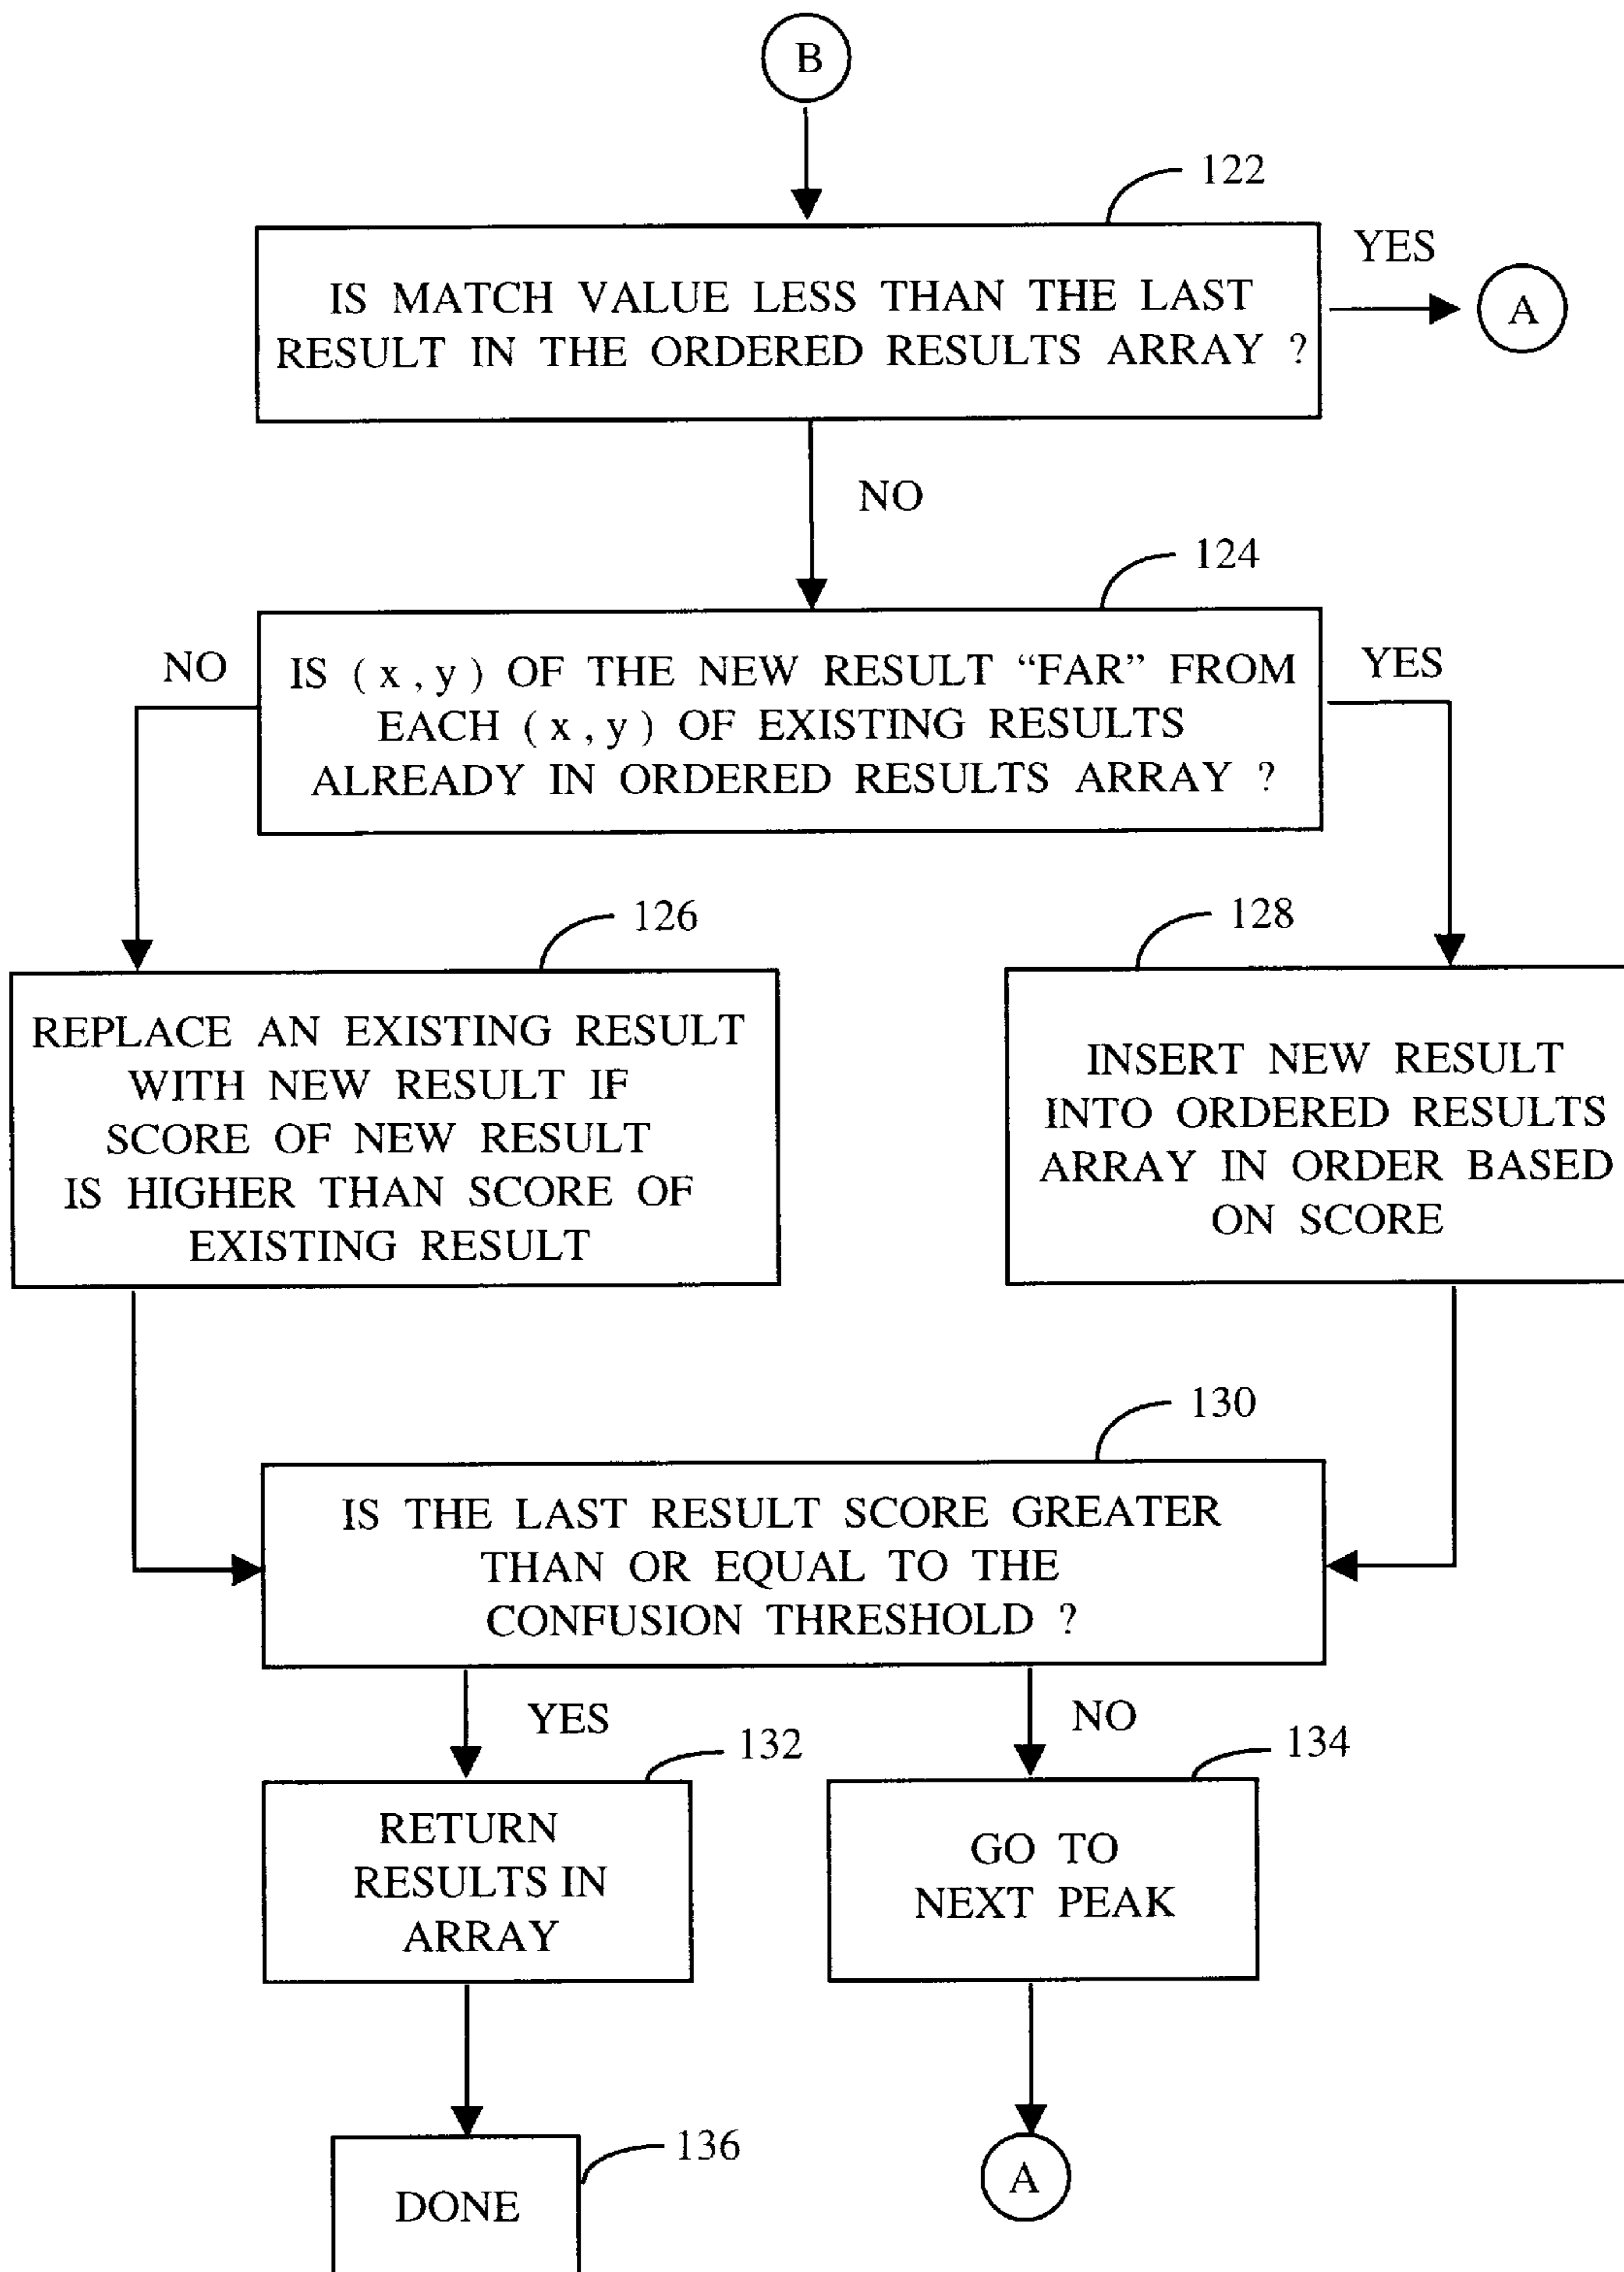 B
122
YES
IS MATCH VALUE LESS THAN THE LAST
RESULT IN THE ORDERED RESULTS ARRAY ?
A
NO
124
NO
YES
IS ( x , y ) OF THE NEW RESULT “FAR” FROM
EACH ( x , y ) OF EXISTING RESULTS
ALREADY IN ORDERED RESULTS ARRAY ?
126
128
REPLACE AN EXISTING RESULT
WITH NEW RESULT IF
SCORE OF NEW RESULT
IS HIGHER THAN SCORE OF
EXISTING RESULT
INSERT NEW RESULT
INTO ORDERED RESULTS
ARRAY IN ORDER BASED
ON SCORE
130
IS THE LAST RESULT SCORE GREATER
THAN OR EQUAL TO THE
CONFUSION THRESHOLD ?
YES
NO
132
134
RETURN
RESULTS IN
ARRAY
GO TO
NEXT PEAK
136
DONE
A